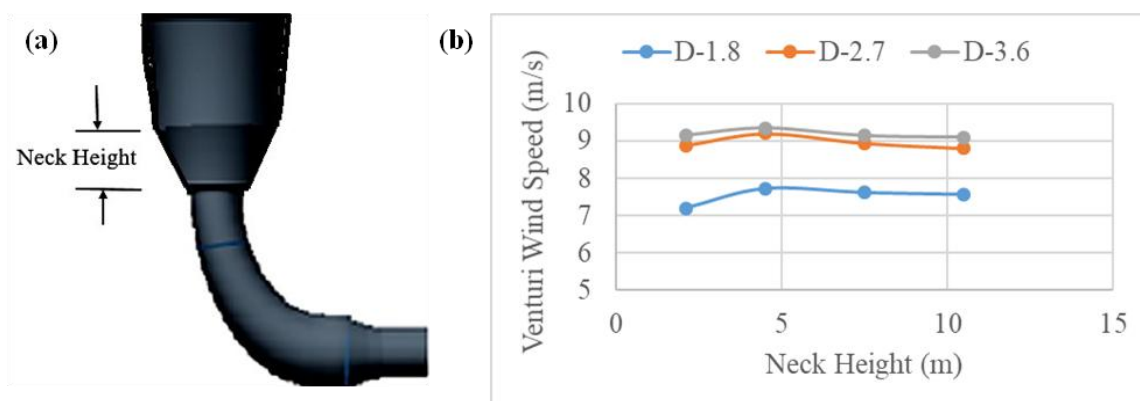 (a)
Neck Height
(b)
D-1.8 D-2.7 D-3.6
Venturi Wind Speed (m/s)
10
9
8
7
6
5
0 5 10 15
Neck Height (m)